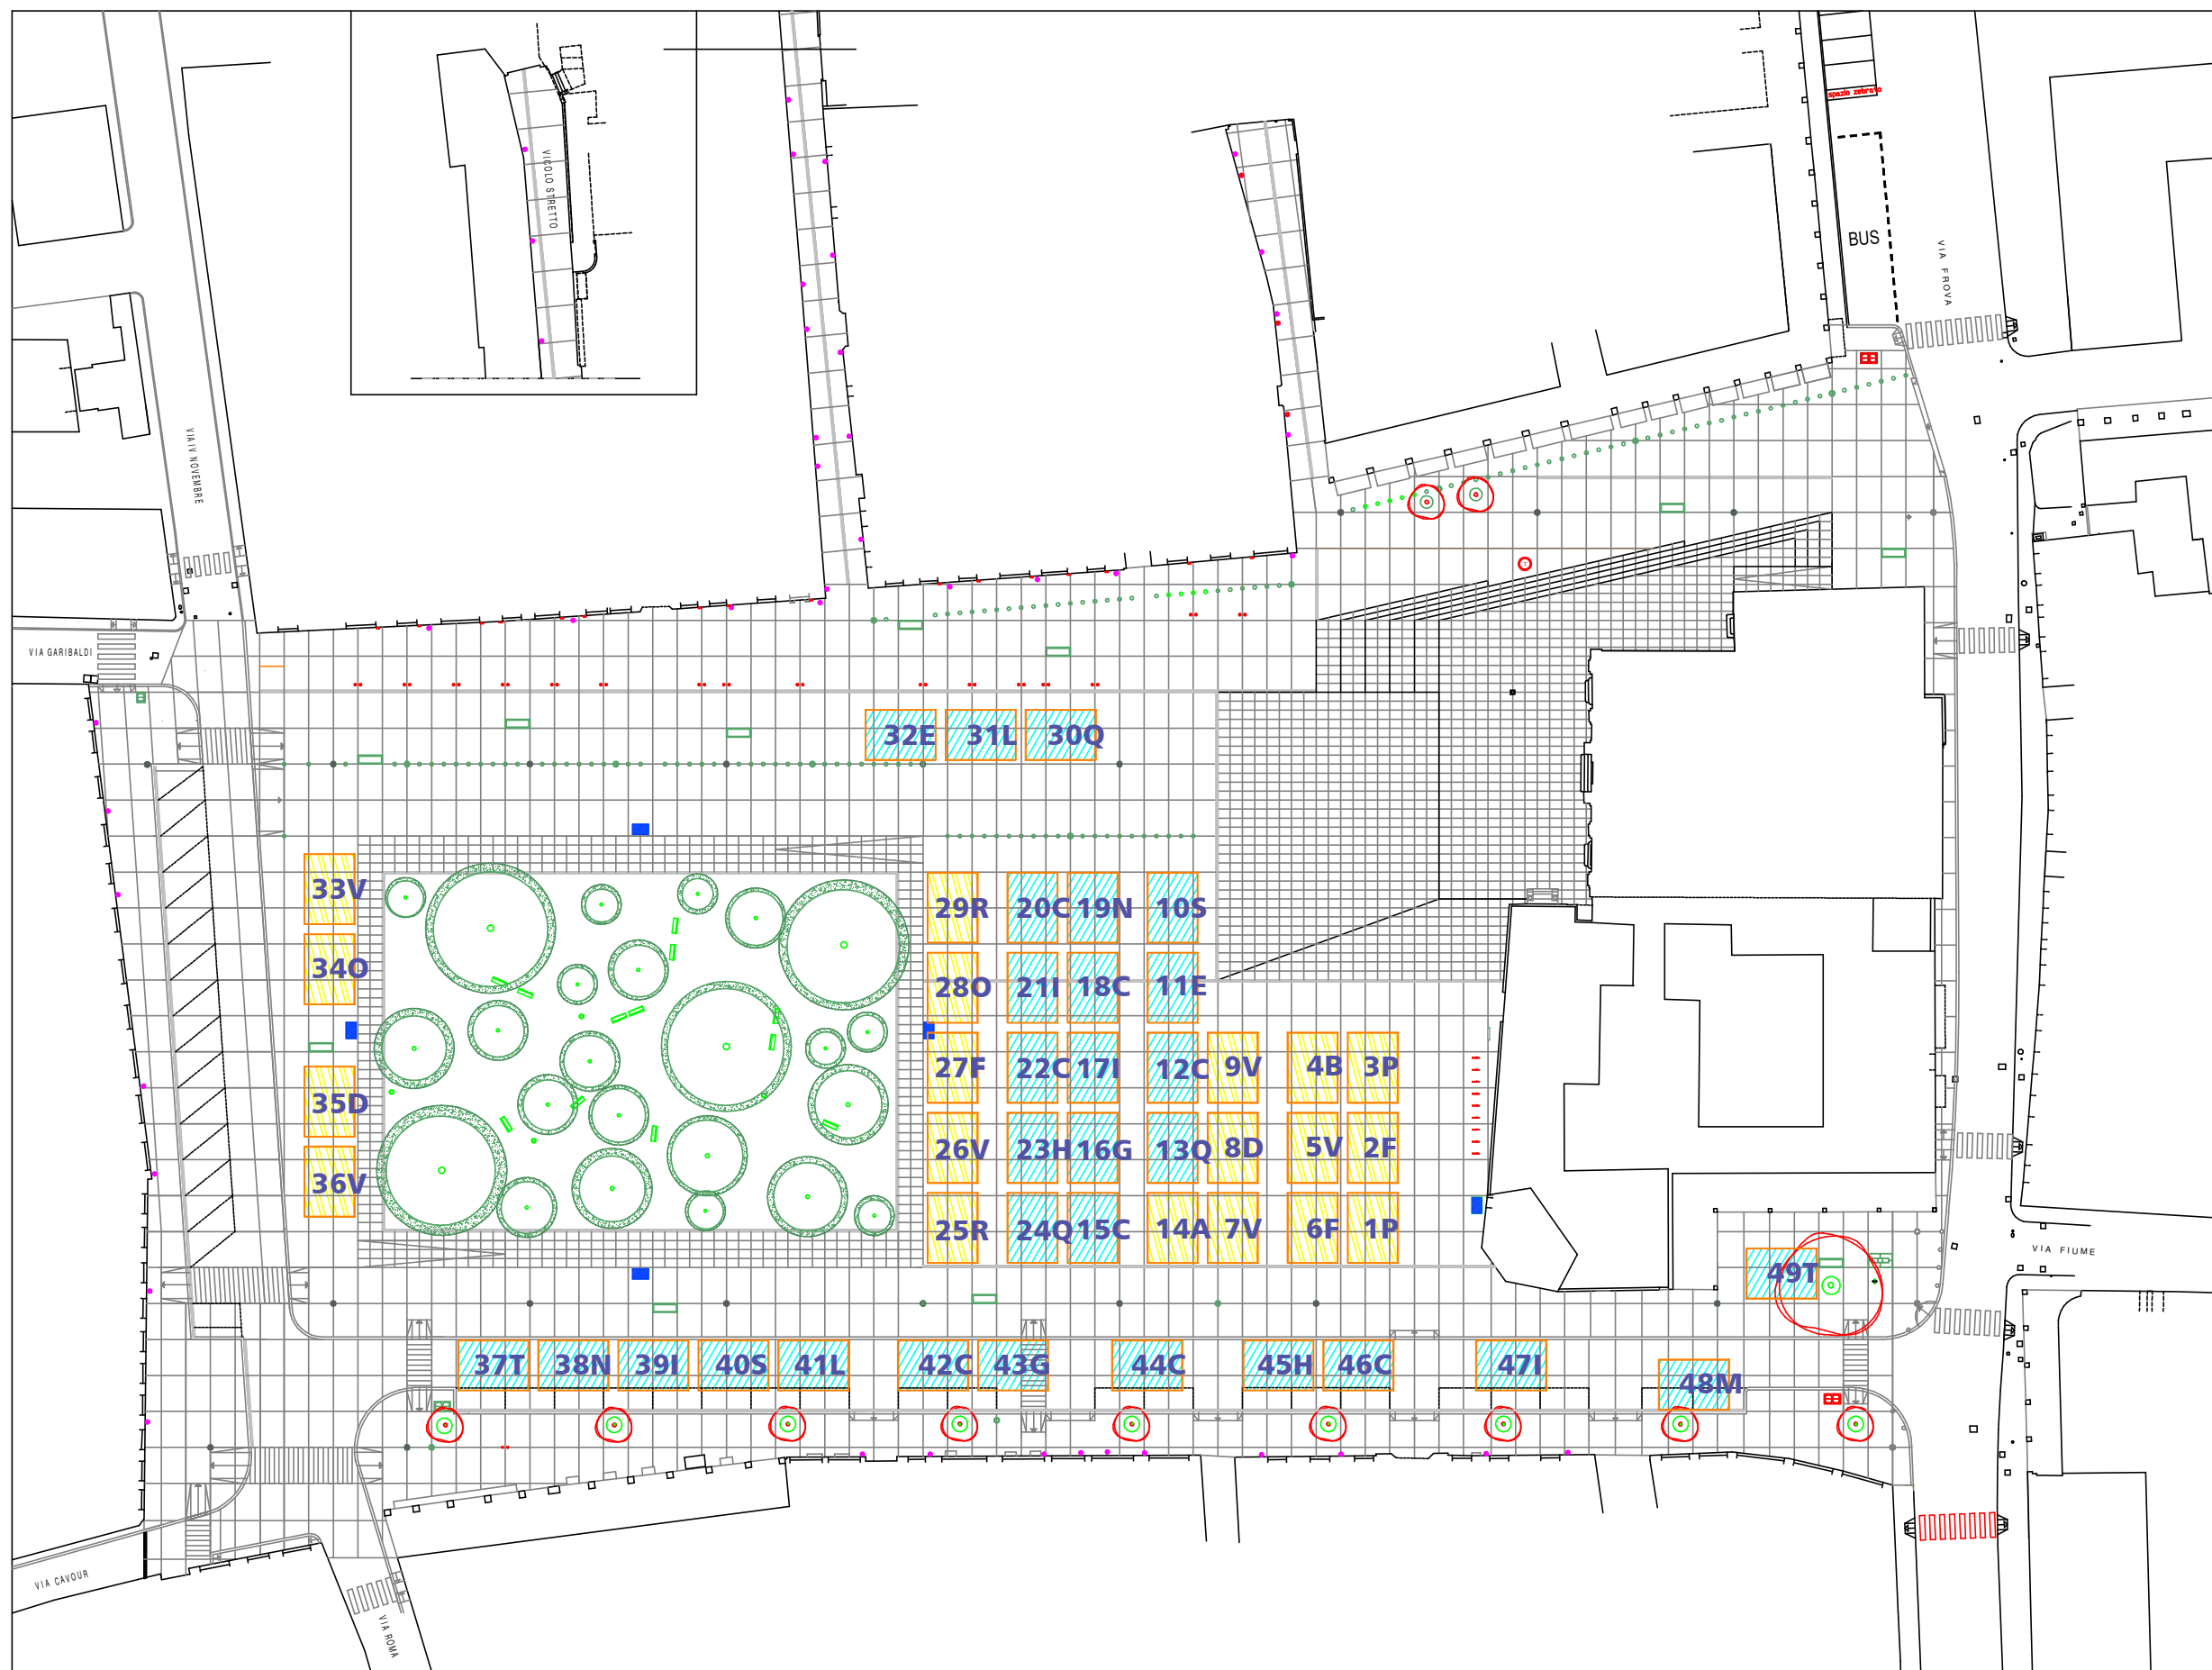 spazio zebrato
VICOLO STRETTO
BUS
VIA FROVA
VIA IV NOVEMBRE
VIA GARIBALDI
32E 31L 30Q
33V
29R 20C 19N 10S
34O
28O 21I 18C 11E
27F 22C 17I 12C 9V 4B 3P
35D
26V 23H 16G 13Q 8D 5V 2F
36V
25R 24Q 15C 14A 7V 6F 1P
VIA FIUME
49T
37T 38N 39I 40S 41L 42C 43G 44C 45H 46C 47I
48M
VIA CAVOUR
VIA ROMA